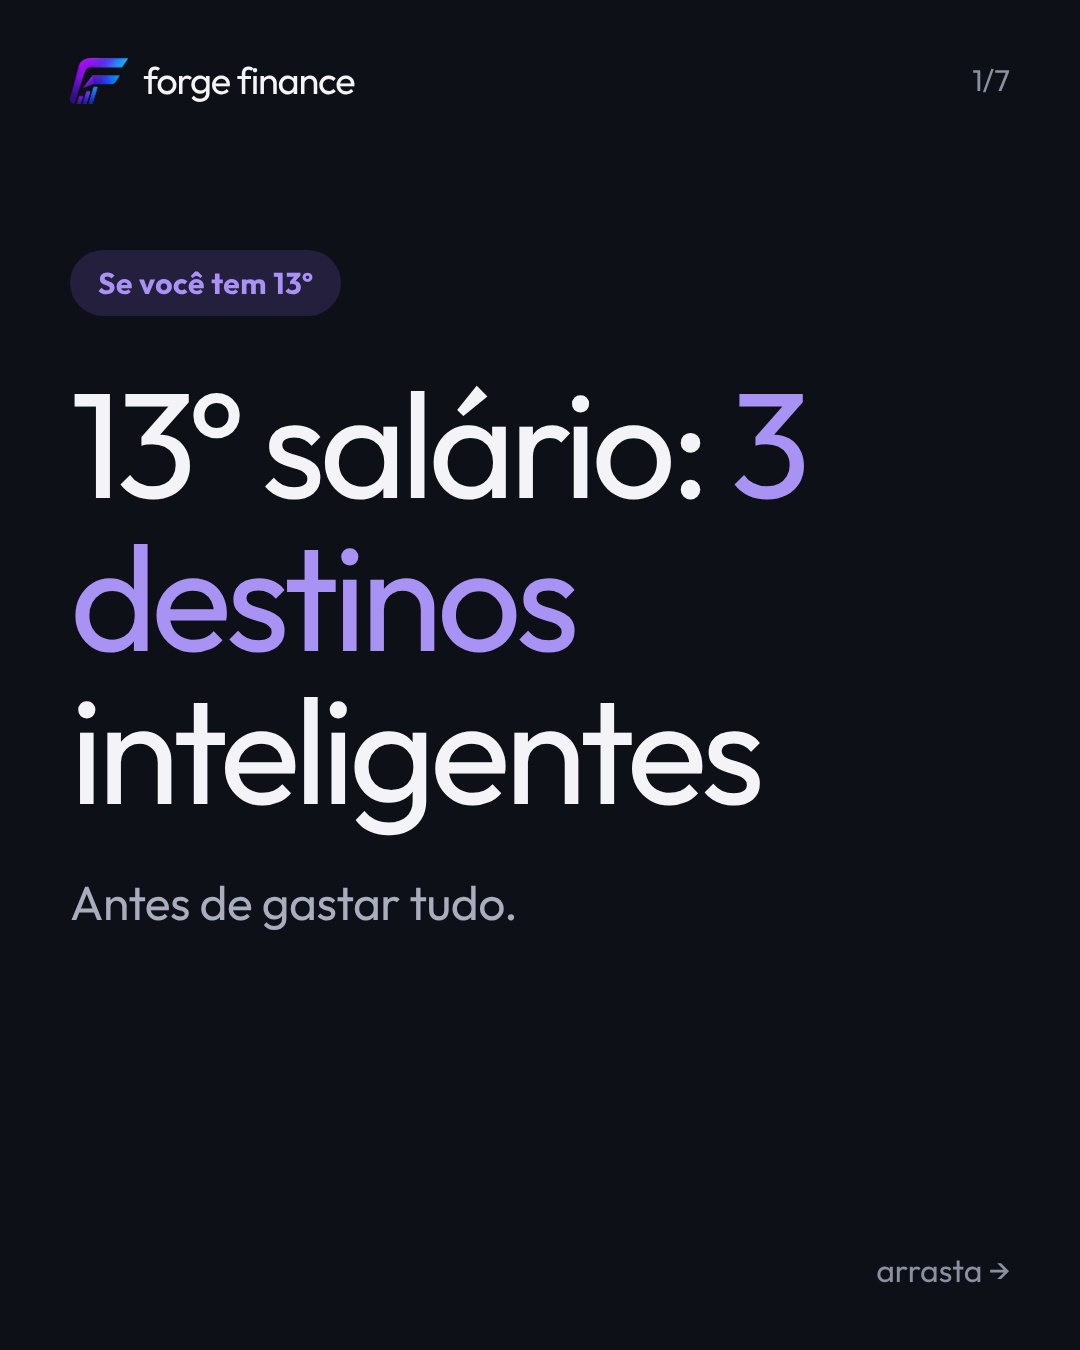 forge finance
1/7
Se você tem 13º
13º salário: 3
destinos
inteligentes
Antes de gastar tudo.
arrasta →